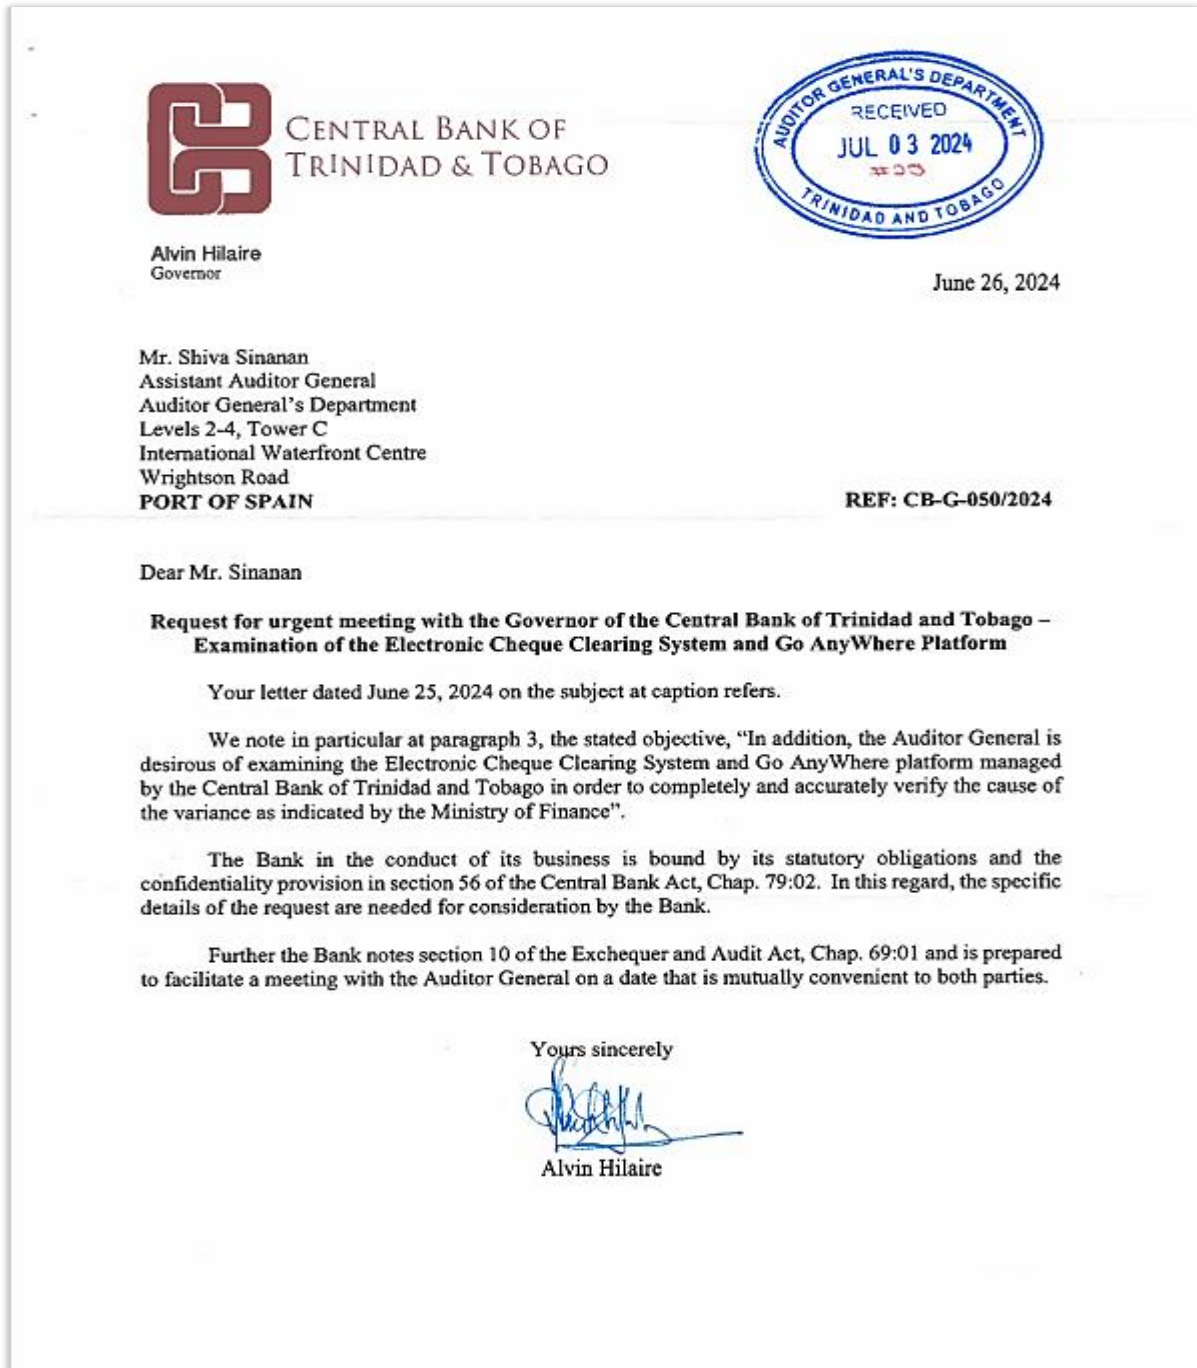 CENTRAL BANK OF
TRINIDAD & TOBAGO
AUDITOR GENERAL'S DEPARTMENT
RECEIVED
JUL 03 2024
TRINIDAD AND TOBAGO
Alvin Hilaire
Governor
June 26, 2024
Mr. Shiva Sinanan
Assistant Auditor General
Auditor General's Department
Levels 2-4, Tower C
International Waterfront Centre
Wrightson Road
PORT OF SPAIN
REF: CB-G-050/2024
Dear Mr. Sinanan
Request for urgent meeting with the Governor of the Central Bank of Trinidad and Tobago –
Examination of the Electronic Cheque Clearing System and Go AnyWhere Platform
Your letter dated June 25, 2024 on the subject at caption refers.
We note in particular at paragraph 3, the stated objective, “In addition, the Auditor General is
desirous of examining the Electronic Cheque Clearing System and Go AnyWhere platform managed
by the Central Bank of Trinidad and Tobago in order to completely and accurately verify the cause of
the variance as indicated by the Ministry of Finance”.
The Bank in the conduct of its business is bound by its statutory obligations and the
confidentiality provision in section 56 of the Central Bank Act, Chap. 79:02. In this regard, the specific
details of the request are needed for consideration by the Bank.
Further the Bank notes section 10 of the Exchequer and Audit Act, Chap. 69:01 and is prepared
to facilitate a meeting with the Auditor General on a date that is mutually convenient to both parties.
Yours sincerely
Alvin Hilaire